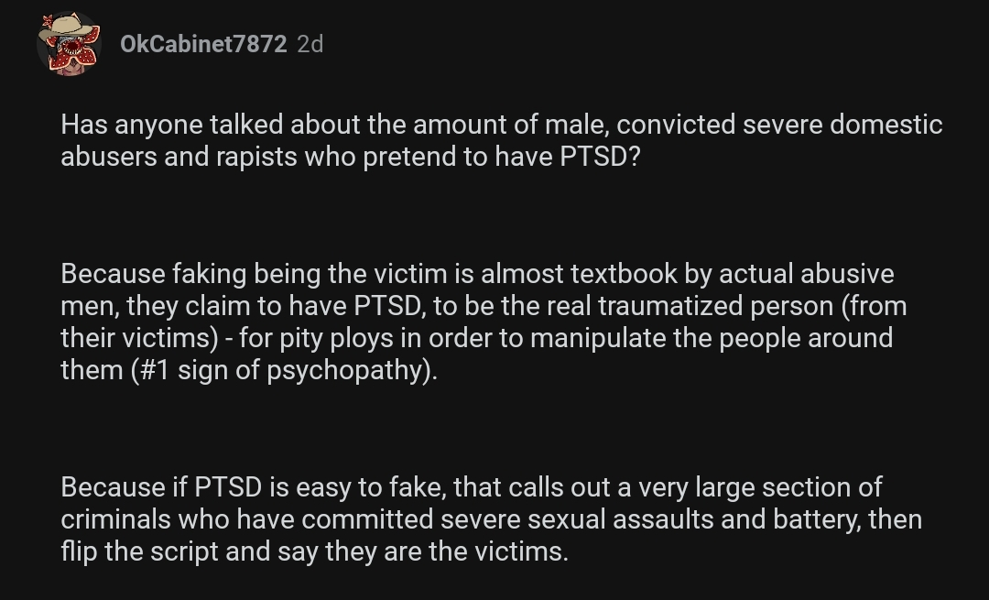 OkCabinet7872 2d
Has anyone talked about the amount of male, convicted severe domestic
abusers and rapists who pretend to have PTSD?
Because faking being the victim is almost textbook by actual abusive
men, they claim to have PTSD, to be the real traumatized person (from
their victims) - for pity ploys in order to manipulate the people around
them (#1 sign of psychopathy).
Because if PTSD is easy to fake, that calls out a very large section of
criminals who have committed severe sexual assaults and battery, then
flip the script and say they are the victims.